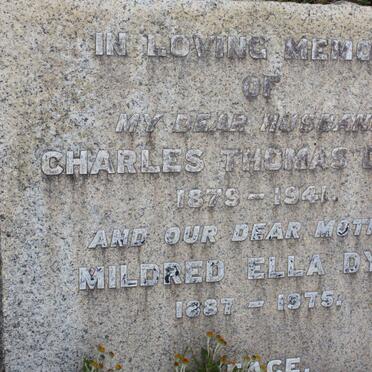 IN LOVING MEMO
OF
MY DEAR HUSBAN
CHARLES THOMAS D
1879 – 1941.
AND OUR DEAR MOTH
MILDRED ELLA DY
1887 – 1975.